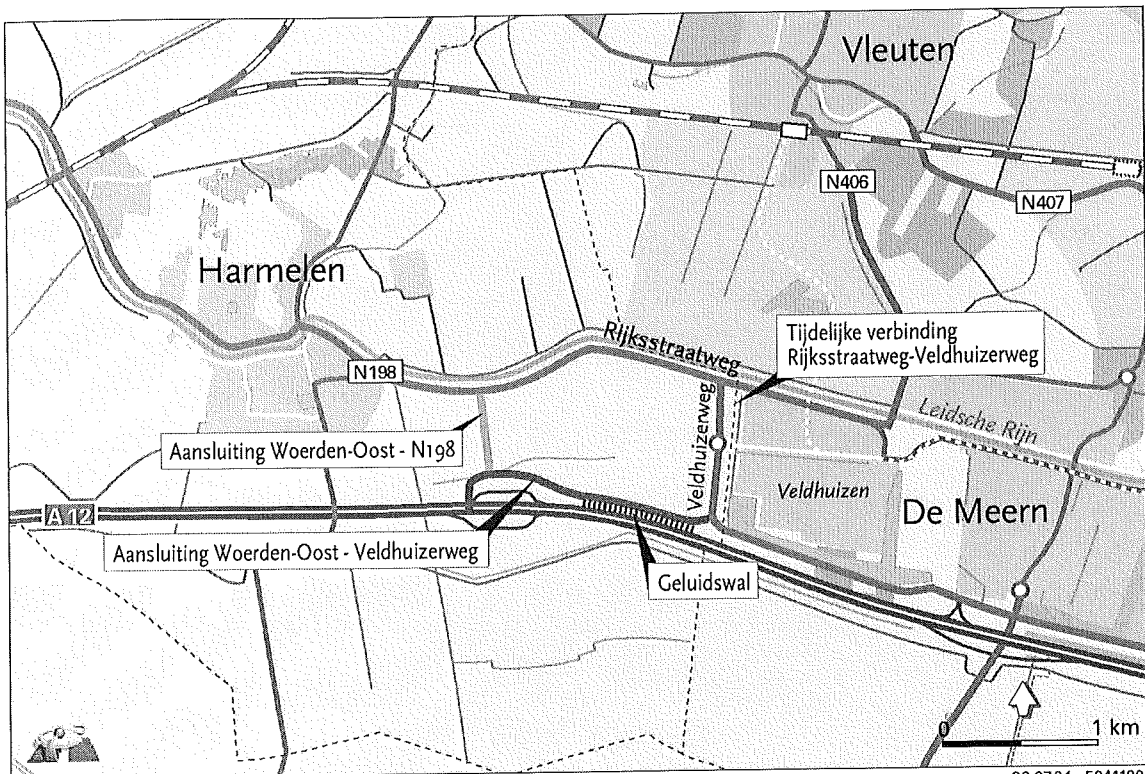 Vleuten
N406
N407
Harmelen
Rijksstraatweg
Tijdelijke verbinding
Rijksstraatweg-Veldhuizerweg
N198
Veldhuizerweg
Leidsche Rijn
Aansluiting Woerden-Oost - N198
Veldhuizen
De Meern
A 12
Aansluiting Woerden-Oost - Veldhuizerweg
Geluidswal
0
1 km